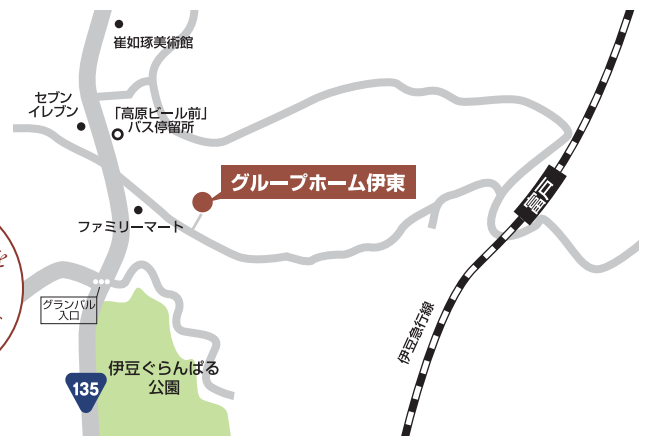 崔如琢美術館
セブン
イレブン
「高原ビール前」
バス停留所
グループホーム伊東
富戸
ファミリーマート
グランパル
入口
伊豆急行線
伊豆ぐらんぱる
公園
135